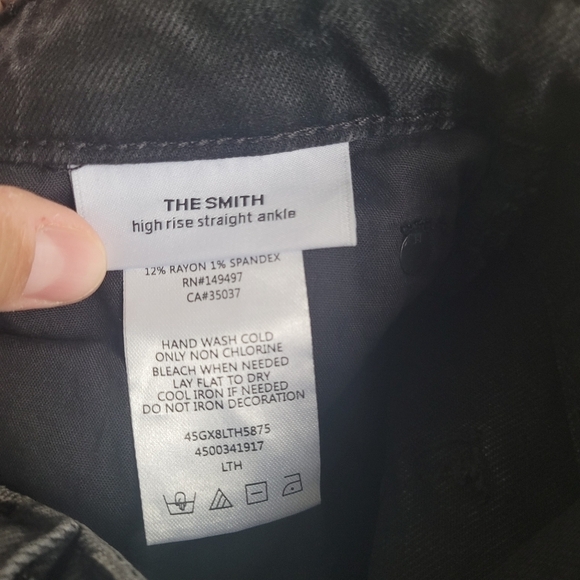 THE SMITH
high rise straight ankle
12% RAYON 1% SPANDEX
RN#149497
CA#35037
HAND WASH COLD
ONLY NON CHLORINE
BLEACH WHEN NEEDED
LAY FLAT TO DRY
COOL IRON IF NEEDED
DO NOT IRON DECORATION
45GX8LTH5875
4500341917
LTH